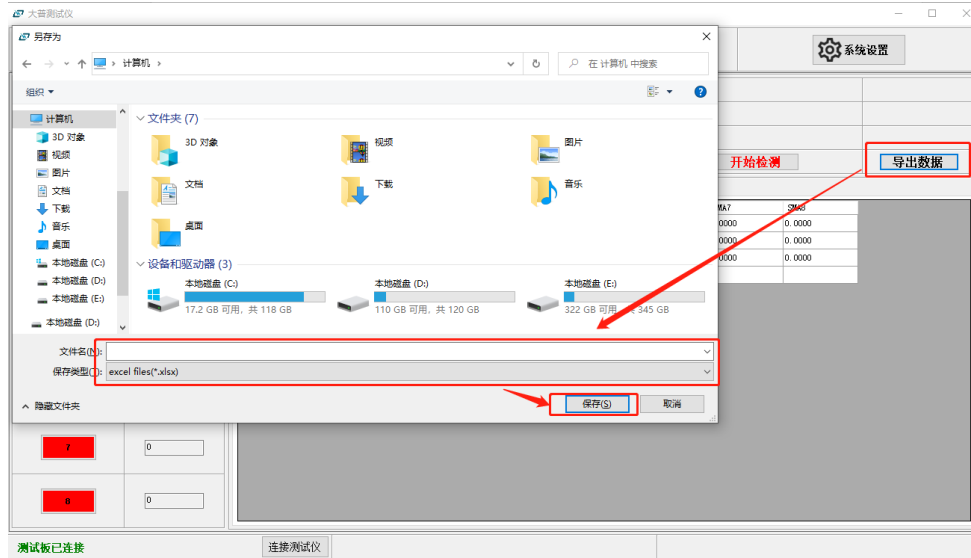 大普测试仪
另存为
系统设置
计算机
在 计算机 中搜索
组织
计算机
3D 对象
视频
图片
文档
下载
音乐
桌面
本地磁盘 (C:)
本地磁盘 (D:)
本地磁盘 (E:)
本地磁盘 (D:)
文件夹 (7)
3D 对象
视频
图片
文档
下载
音乐
桌面
设备和驱动器 (3)
本地磁盘 (C:)
17.2 GB 可用, 共 118 GB
本地磁盘 (D:)
110 GB 可用, 共 120 GB
本地磁盘 (E:)
322 GB 可用, 共 345 GB
文件名(N):
保存类型(T): excel files(*.xlsx)
隐藏文件夹
保存(S)
取消
开始检测
导出数据
MA7 SMA8
0000 0.0000
0000 0.0000
0000 0.0000
7 0
8 0
测试板已连接
连接测试仪